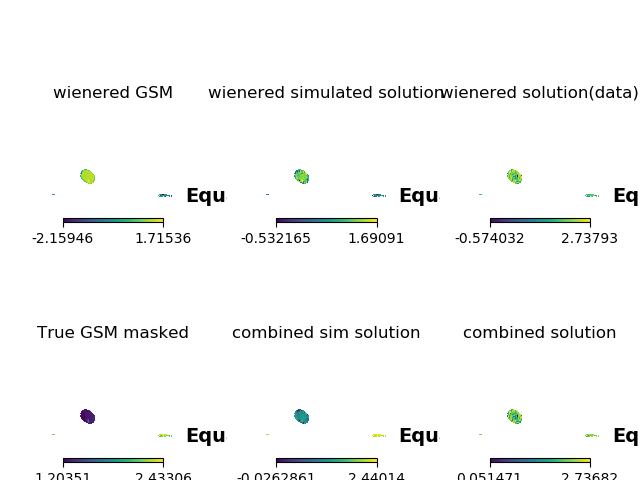 wienered GSM wienered simulated solution wienered solution(data)
Equ Equ Eq
-2.15946 1.71536 -0.532165 1.69091 -0.574032 2.73793
True GSM masked combined sim solution combined solution
Equ Equ Eq
1.20351 2.43306 -0.0262861 2.44014 0.051471 2.73682